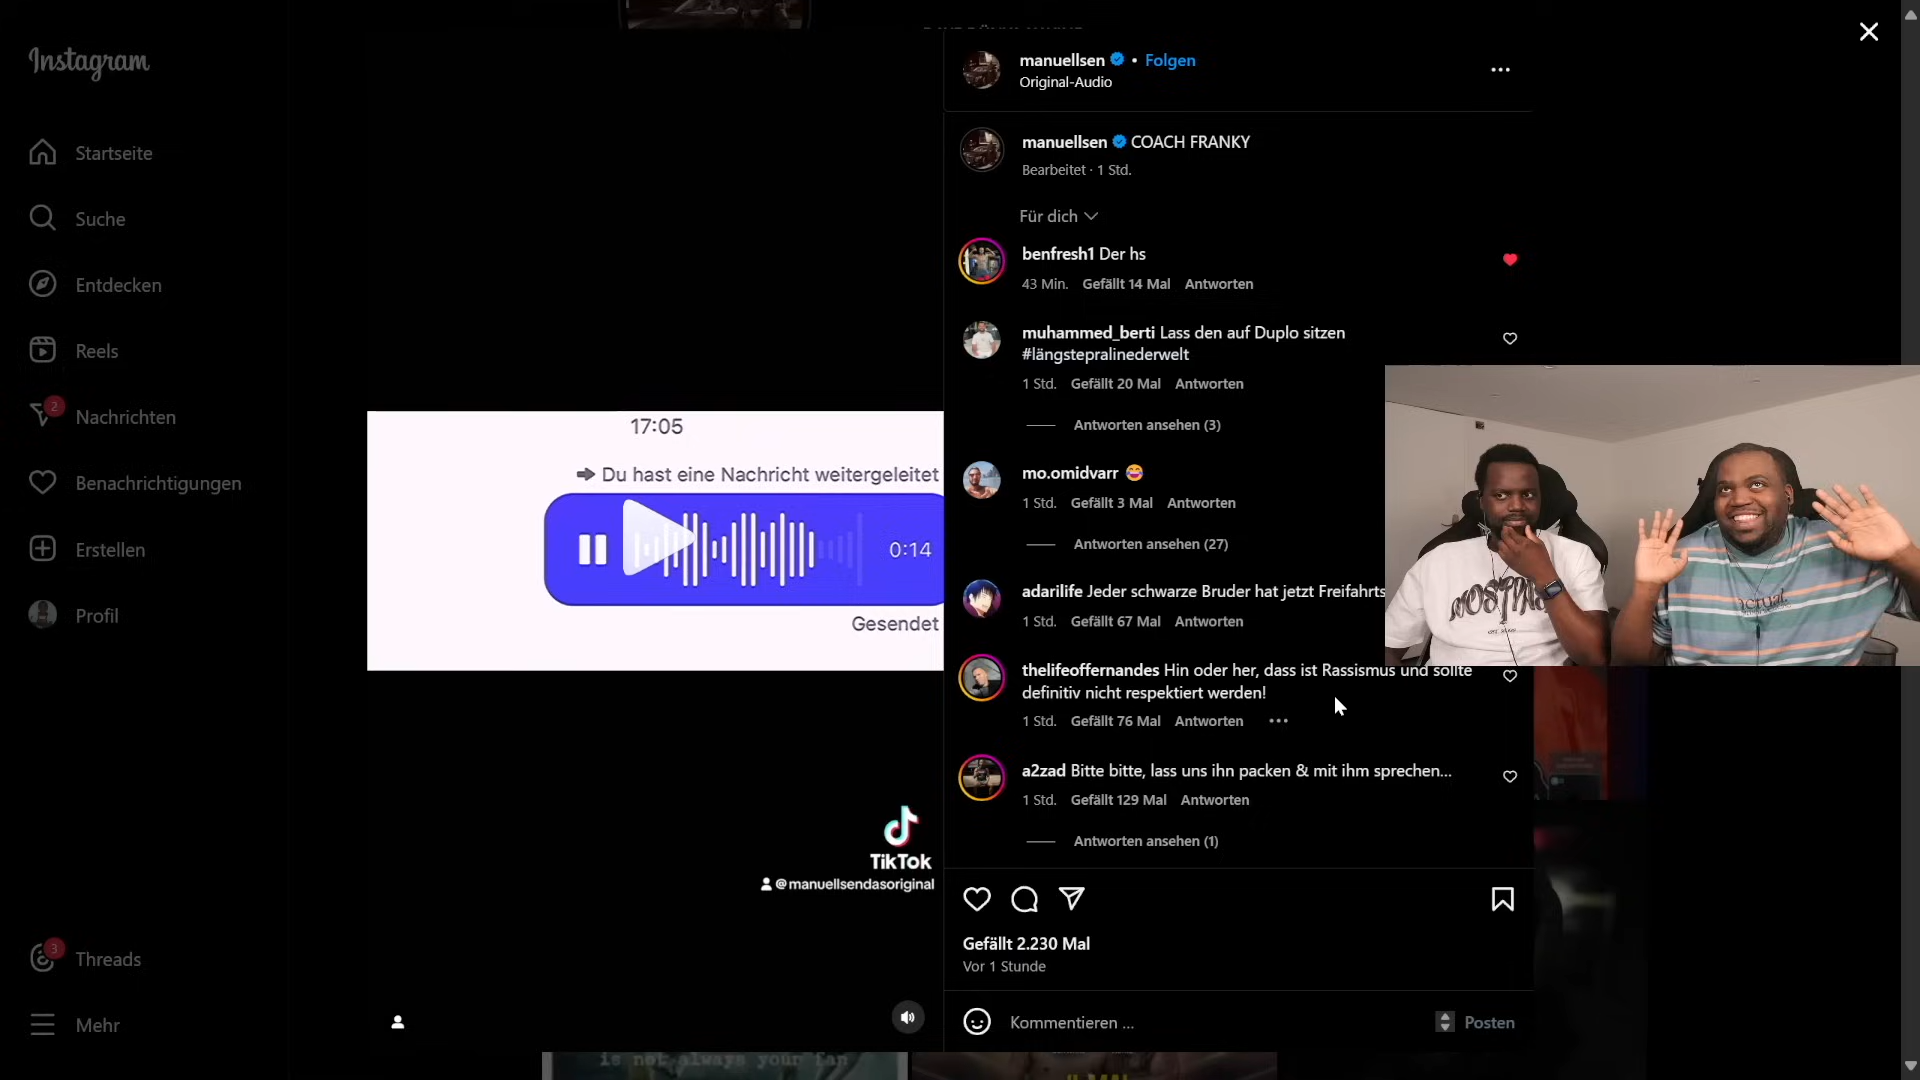 Instagram
Startseite
Suche
Entdecken
Reels
2
Nachrichten
Benachrichtigungen
Erstellen
Profil
3
Threads
Mehr
17:05
Du hast eine Nachricht weitergeleitet
0:14
Gesendet
TikTok
@manuellsendasoriginal
manuellsen • Folgen
Original-Audio
manuellsen COACH FRANKY
Bearbeitet · 1 Std.
Für dich
benfresh1 Der hs
43 Min. Gefällt 14 Mal Antworten
muhammed_berti Lass den auf Duplo sitzen
#längstepralinederwelt
1 Std. Gefällt 20 Mal Antworten
Antworten ansehen (3)
mo.omidvarr 😂
1 Std. Gefällt 3 Mal Antworten
Antworten ansehen (27)
adarilife Jeder schwarze Bruder hat jetzt Freifahrts
1 Std. Gefällt 67 Mal Antworten
thelifeoffernandes Hin oder her, dass ist Rassismus und sollte
definitiv nicht respektiert werden!
1 Std. Gefällt 76 Mal Antworten
a2zad Bitte bitte, lass uns ihn packen & mit ihm sprechen...
1 Std. Gefällt 129 Mal Antworten
Antworten ansehen (1)
Gefällt 2.230 Mal
Vor 1 Stunde
Kommentieren ...
Posten
actual.
is not always your fan